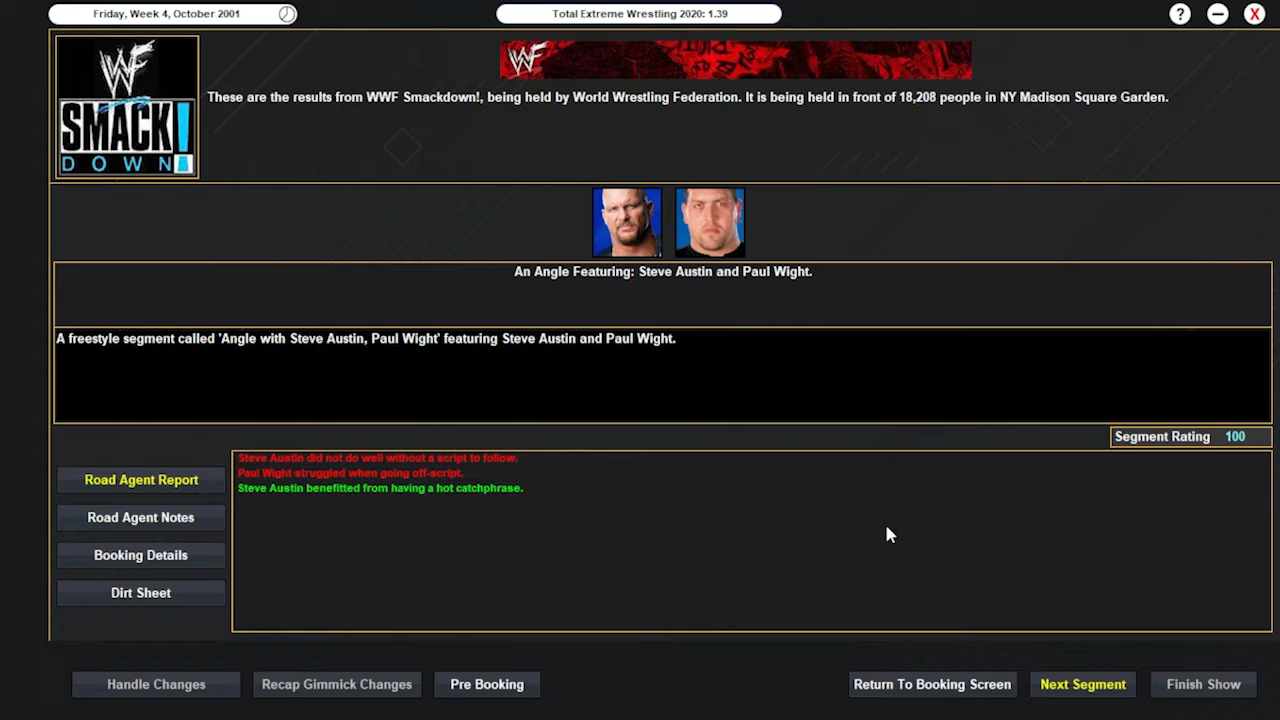 Friday, Week 4, October 2001
Total Extreme Wrestling 2020: 1.39
?
X
WF
SMACK!
DOWN
WF
These are the results from WWF Smackdown!, being held by World Wrestling Federation. It is being held in front of 18,208 people in NY Madison Square Garden.
An Angle Featuring: Steve Austin and Paul Wight.
A freestyle segment called 'Angle with Steve Austin, Paul Wight' featuring Steve Austin and Paul Wight.
Segment Rating 100
Road Agent Report
Road Agent Notes
Booking Details
Dirt Sheet
Steve Austin did not do well without a script to follow.
Paul Wight struggled when going off-script.
Steve Austin benefitted from having a hot catchphrase.
Handle Changes
Recap Gimmick Changes
Pre Booking
Return To Booking Screen
Next Segment
Finish Show